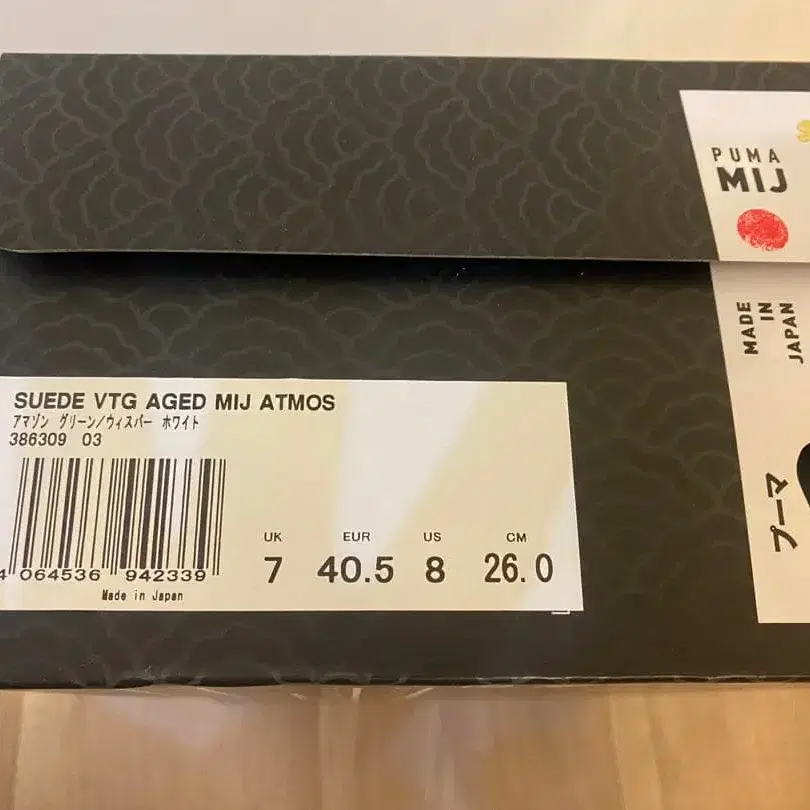 PUMA
MIJ
MADE
IN
JAPAN
プーマ
SUEDE VTG AGED MIJ ATMOS
アマゾン グリーン/ウィスパー ホワイト
386309 03
4 064536 942339
Made in Japan
UK EUR US CM
7 40.5 8 26.0